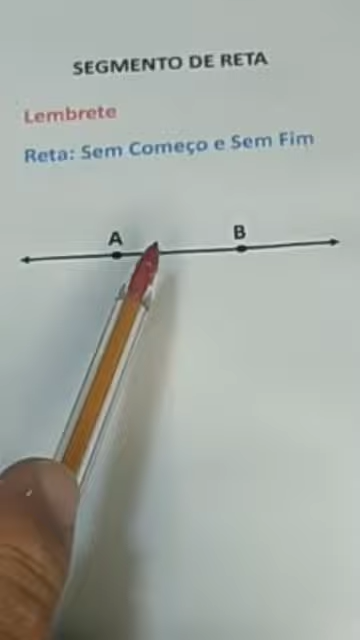 SEGMENTO DE RETA
Lembrete
Reta: Sem Começo e Sem Fim
A
B